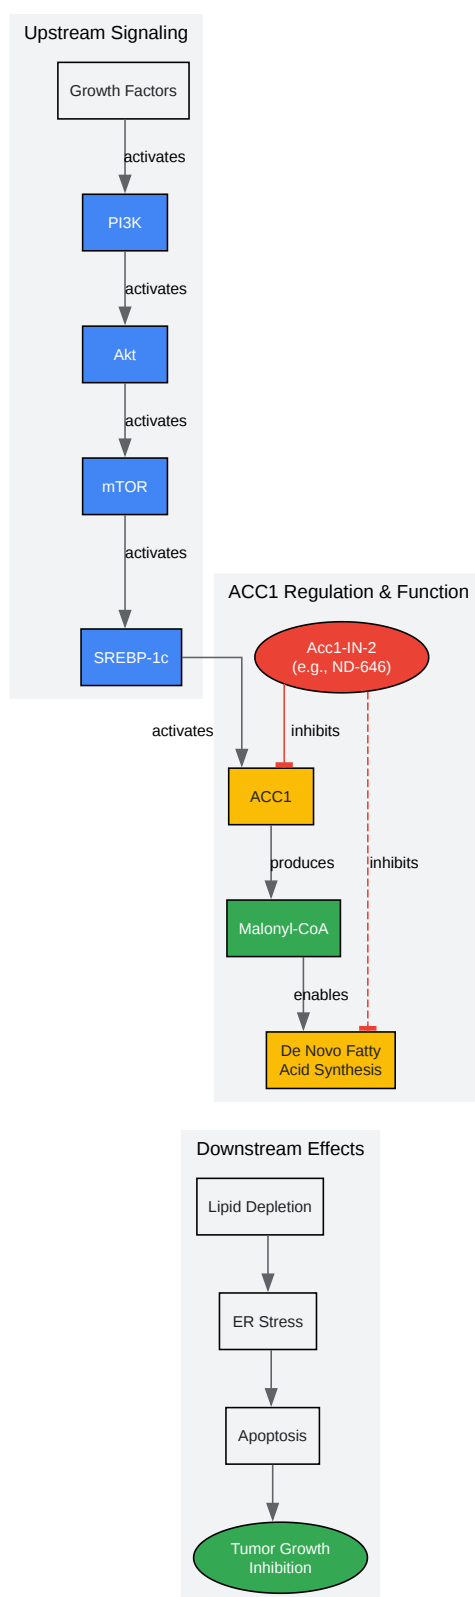 Upstream Signaling
Growth Factors
activates
PI3K
activates
Akt
activates
mTOR
activates
SREBP-1c
activates
ACC1 Regulation & Function
Acc1-IN-2
(e.g., ND-646)
inhibits
ACC1
produces
inhibits
Malonyl-CoA
enables
De Novo Fatty
Acid Synthesis
Downstream Effects
Lipid Depletion
ER Stress
Apoptosis
Tumor Growth
Inhibition